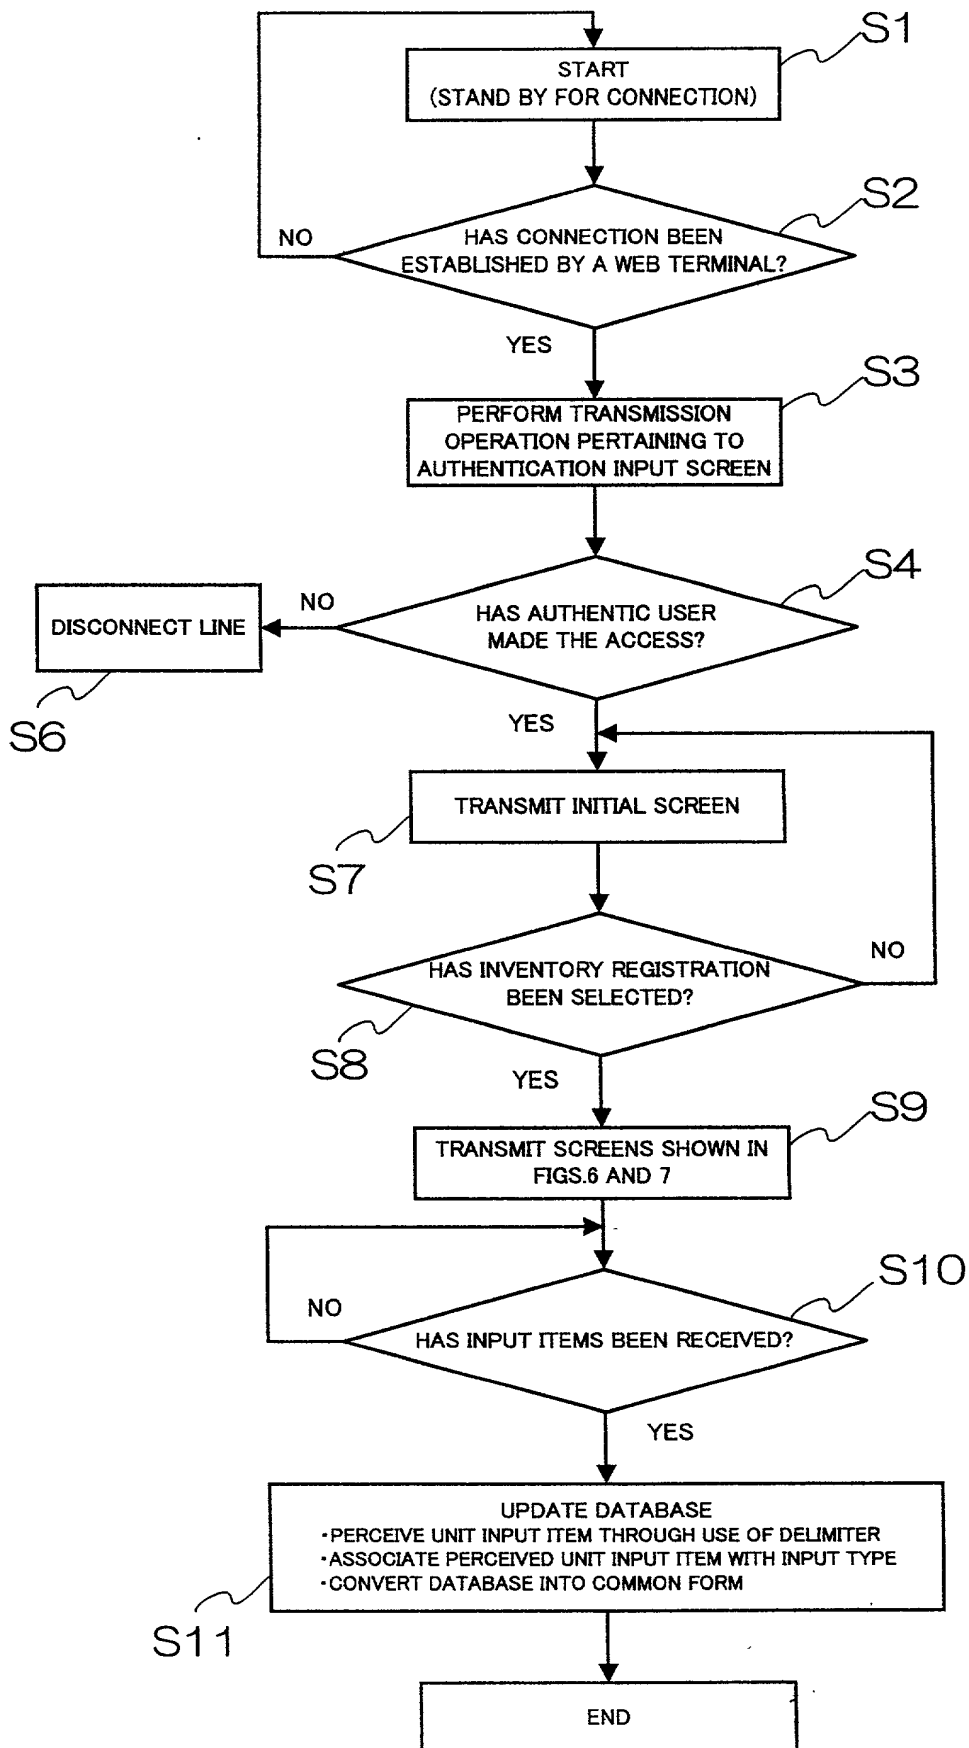 S1
START
(STAND BY FOR CONNECTION)
S2
NO
HAS CONNECTION BEEN
ESTABLISHED BY A WEB TERMINAL?
YES
S3
PERFORM TRANSMISSION
OPERATION PERTAINING TO
AUTHENTICATION INPUT SCREEN
S4
NO
DISCONNECT LINE
HAS AUTHENTIC USER
MADE THE ACCESS?
S6
YES
TRANSMIT INITIAL SCREEN
S7
NO
HAS INVENTORY REGISTRATION
BEEN SELECTED?
S8
YES
S9
TRANSMIT SCREENS SHOWN IN
FIGS.6 AND 7
S10
NO
HAS INPUT ITEMS BEEN RECEIVED?
YES
UPDATE DATABASE
・PERCEIVE UNIT INPUT ITEM THROUGH USE OF DELIMITER
・ASSOCIATE PERCEIVED UNIT INPUT ITEM WITH INPUT TYPE
・CONVERT DATABASE INTO COMMON FORM
S11
END